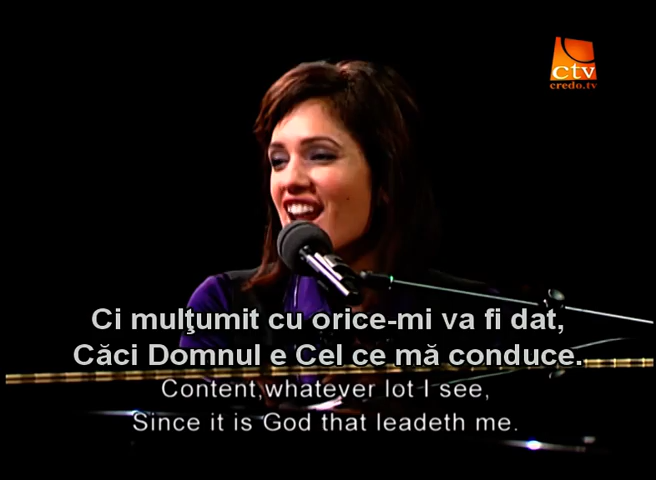 ctv
credo.tv
Ci mulţumit cu orice-mi va fi dat,
Căci Domnul e Cel ce mă conduce.
Content,whatever lot I see,
Since it is God that leadeth me.